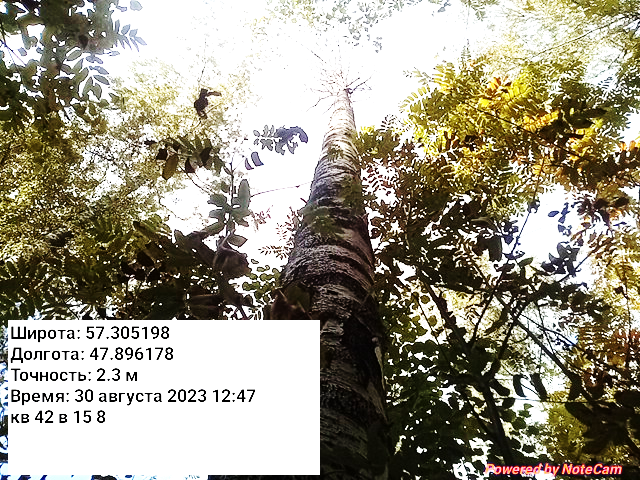 Широта: 57.305198
Долгота: 47.896178
Точность: 2.3 м
Время: 30 августа 2023 12:47
кв 42 в 15 8
Powered by NoteCam